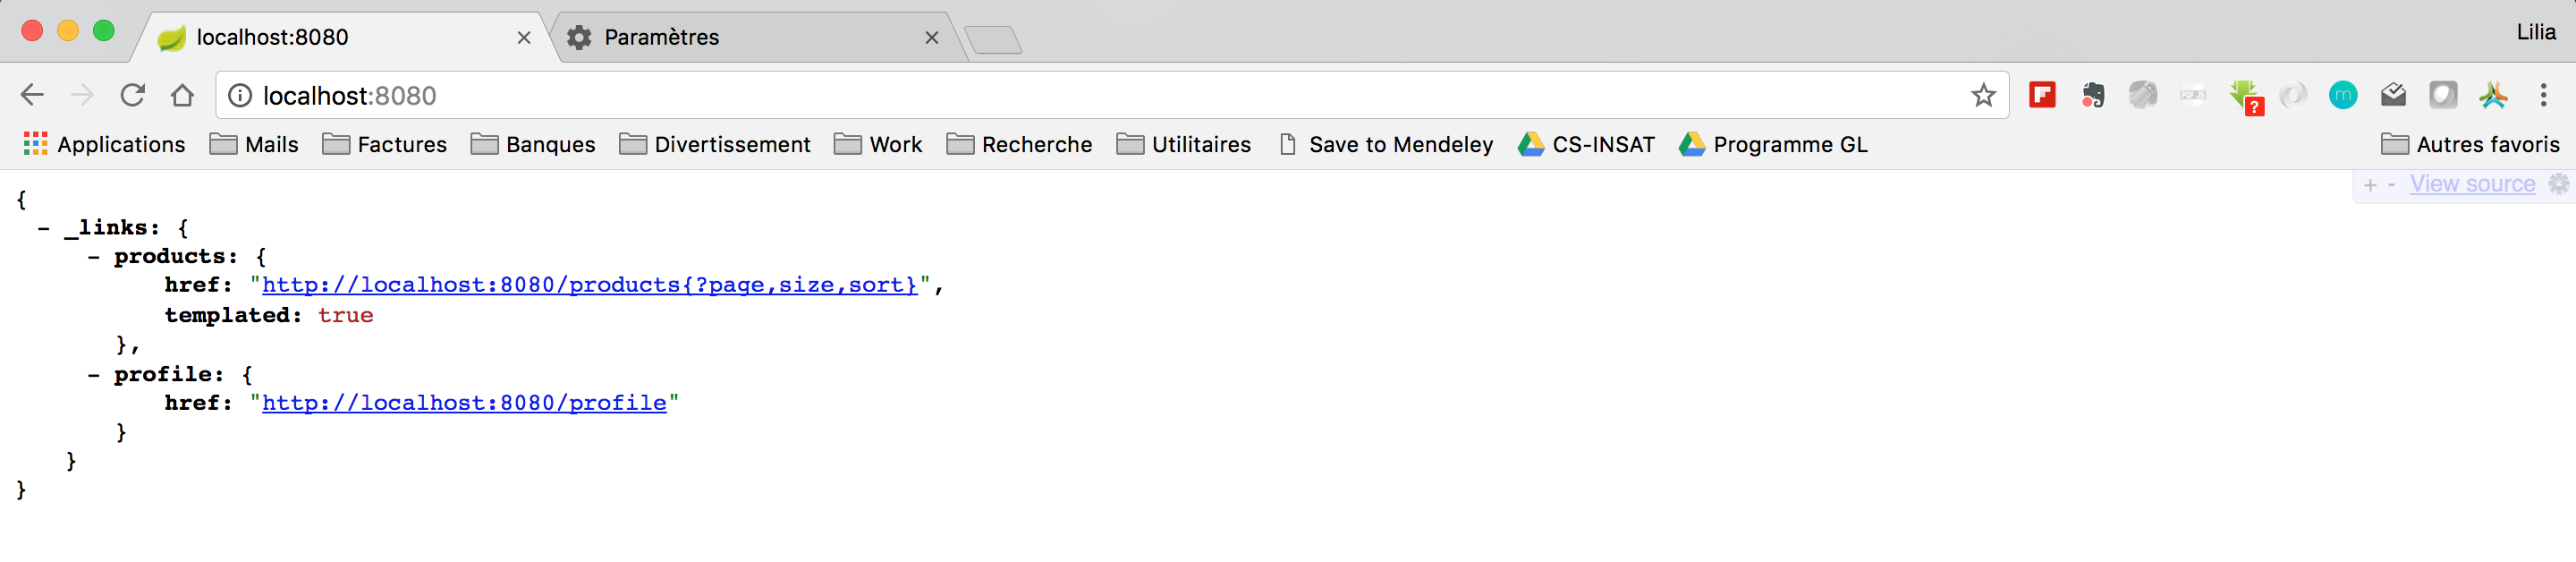 localhost:8080 Paramètres Lilia
localhost:8080
Applications Mails Factures Banques Divertissement Work Recherche Utilitaires Save to Mendeley CS-INSAT Programme GL Autres favoris
+ - View source
{
- _links: {
- products: {
href: "http://localhost:8080/products{?page,size,sort}",
templated: true
},
- profile: {
href: "http://localhost:8080/profile"
}
}
}